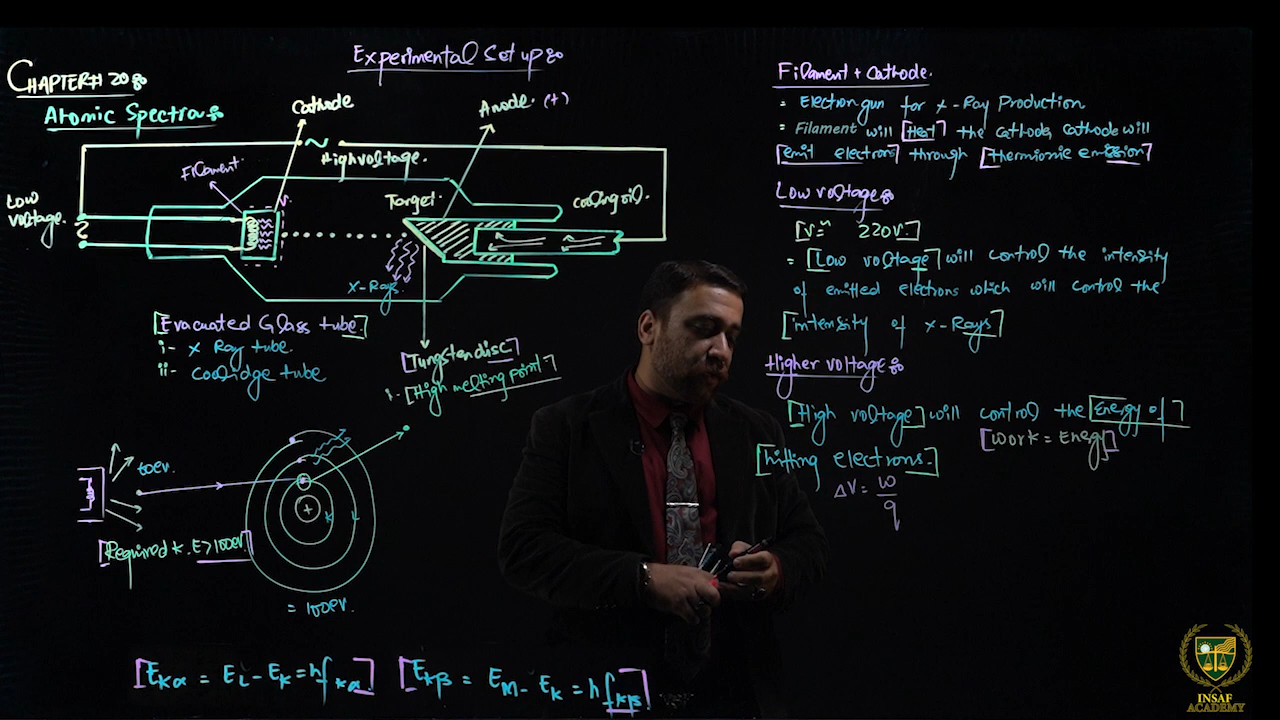 Experimental Set up:
CHAPTER# 20:
Atomic Spectra:
Cathode
Anode (+)
~
High voltage.
Filament
Low
voltage.
Target
cooling oil.
X-Rays
[Evacuated Glass tube.]
i- X Ray tube.
ii- Coolidge tube
[Tungsten disc]
i- [High melting point]
50ev.
+
K
L
[Required K.E>100ev]
= 100ev.
[EKα = EL - EK = hfKα] [EKβ = EM - EK = hfKβ]
Filament + Cathode.
= Electron gun for X-Ray Production
= Filament will [Heat] the cathode, cathode will
[emit electrons] through [thermionic emission]
Low voltage:
[V= 220V.]
= [Low voltage] will control the intensity
of emitted electrons which will control the
[intensity of X-Rays]
Higher voltage:
[High voltage] will control the [Energy of]
[Work = Energy]
[hitting electrons.]
ΔV = W/q
INSAF
ACADEMY